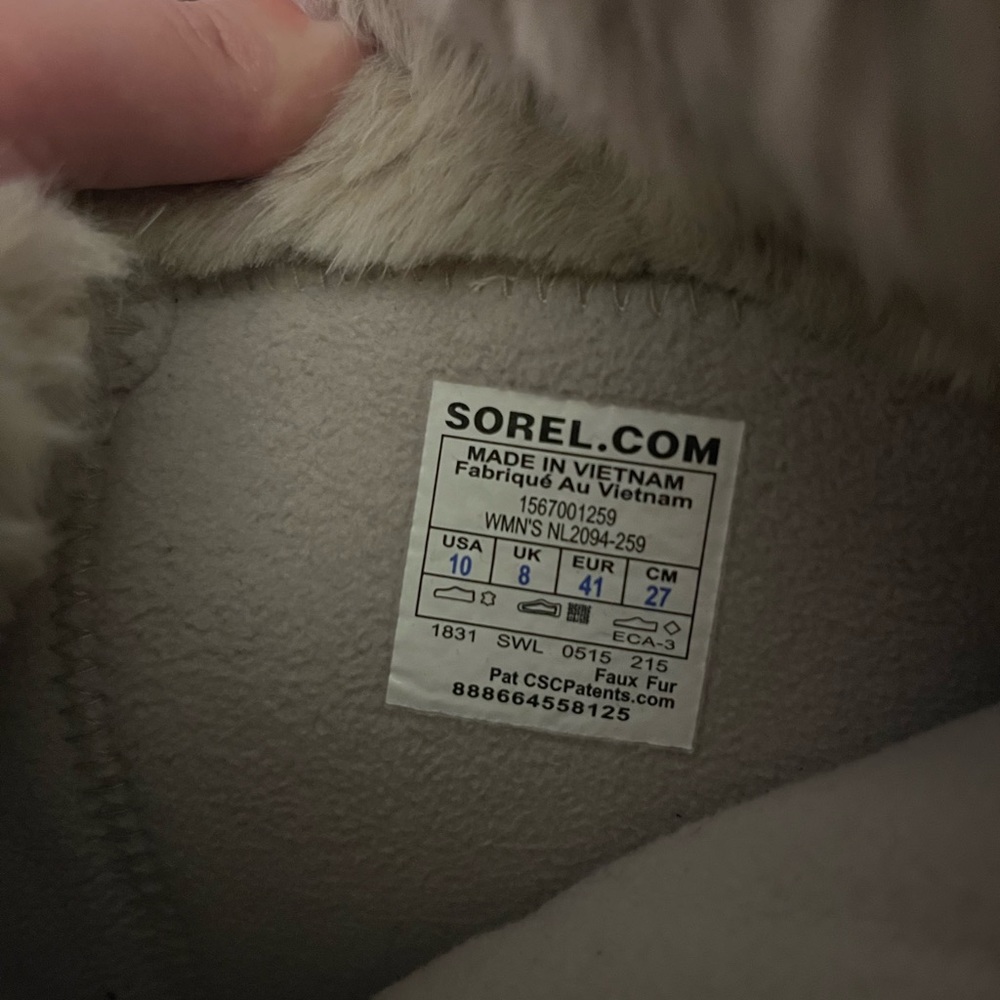 SOREL.COM
MADE IN VIETNAM
Fabriqué Au Vietnam
1567001259
WMN'S NL2094-259
USA UK EUR CM
10 8 41 27
ECA-3
1831 SWL 0515 215
Faux Fur
Pat CSCPatents.com
888664558125